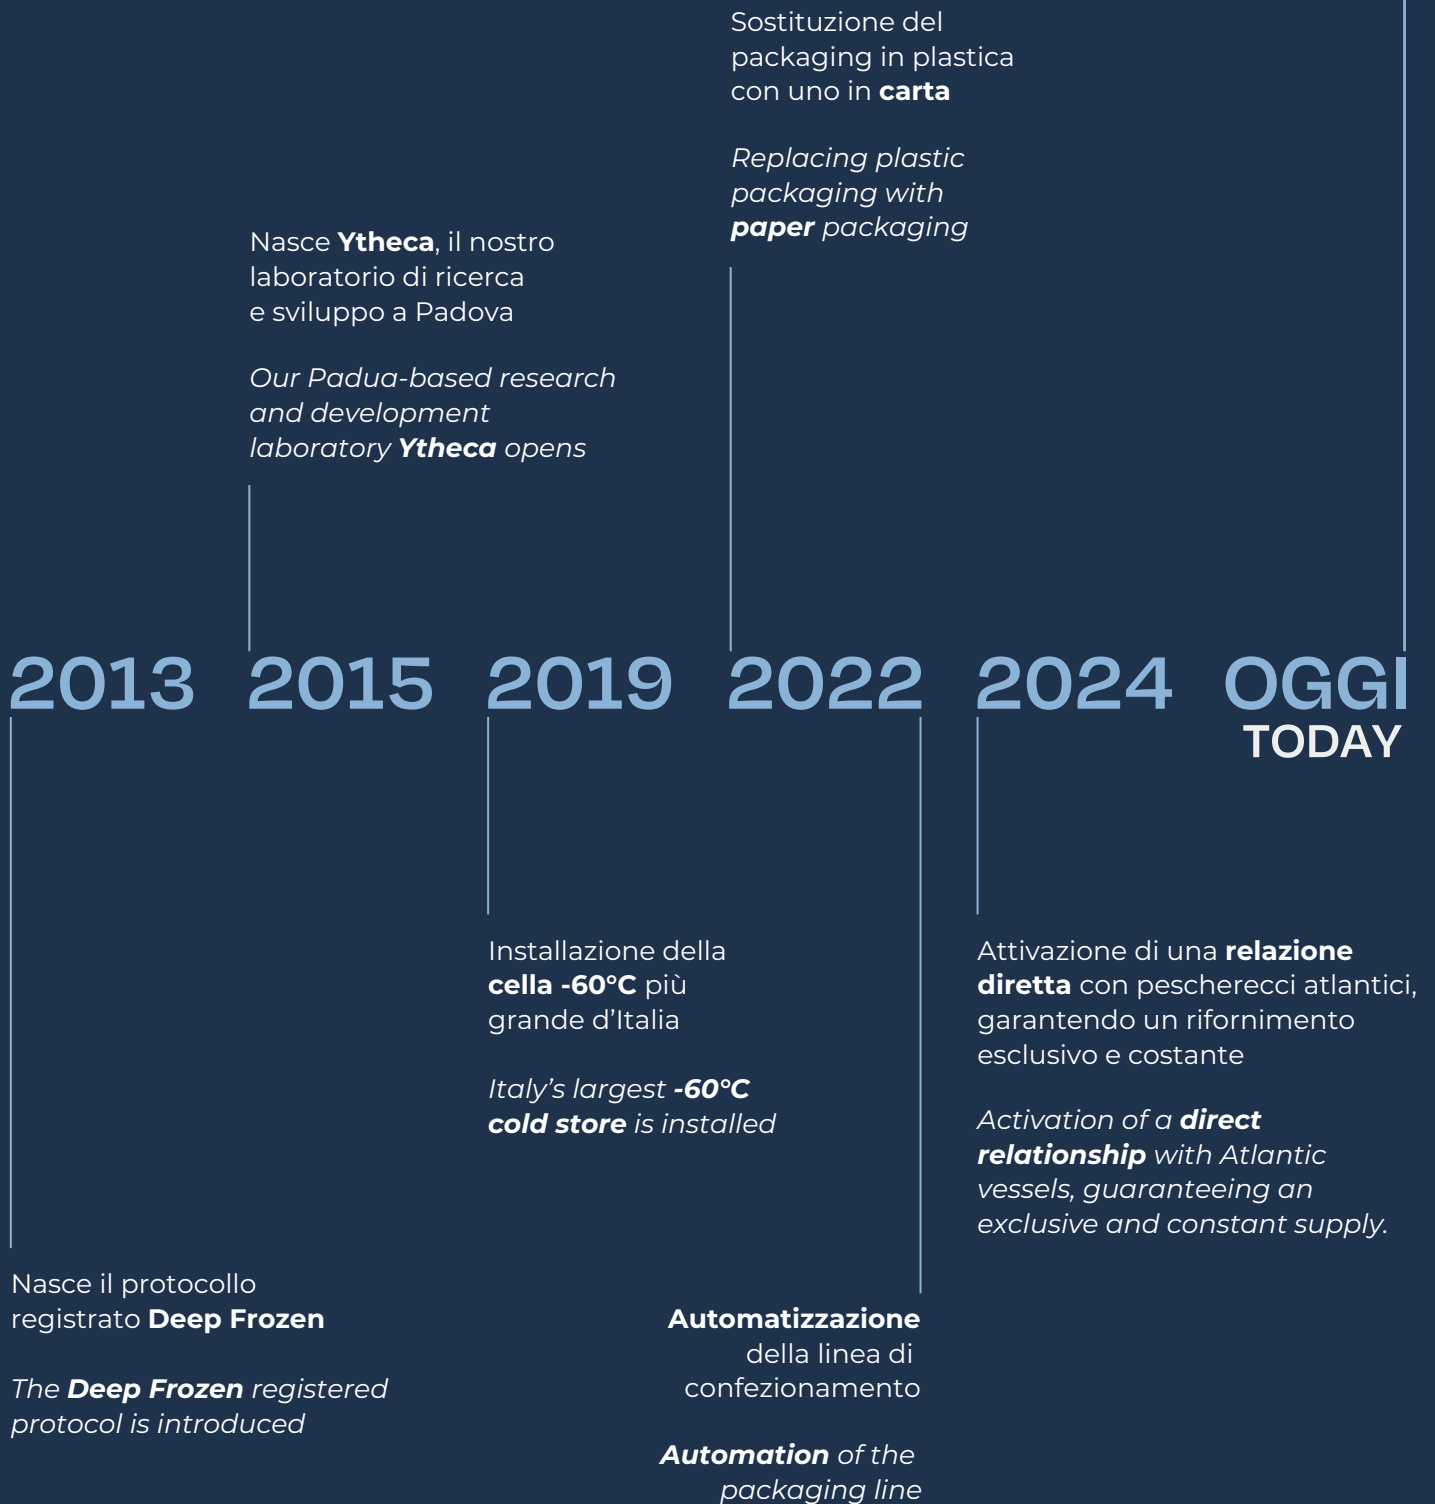 Sostituzione del
packaging in plastica
con uno in carta
Replacing plastic
packaging with
paper packaging
Nasce Ytheca, il nostro
laboratorio di ricerca
e sviluppo a Padova
Our Padua-based research
and development
laboratory Ytheca opens
2013 2015 2019 2022 2024 OGGI
TODAY
Installazione della
cella -60°C più
grande d’Italia
Italy’s largest -60°C
cold store is installed
Attivazione di una relazione
diretta con pescherecci atlantici,
garantendo un rifornimento
esclusivo e costante
Activation of a direct
relationship with Atlantic
vessels, guaranteeing an
exclusive and constant supply.
Nasce il protocollo
registrato Deep Frozen
The Deep Frozen registered
protocol is introduced
Automatizzazione
della linea di
confezionamento
Automation of the
packaging line